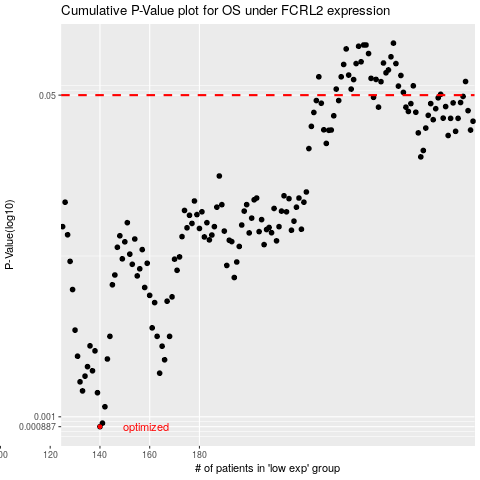 Cumulative P-Value plot for OS under FCRL2 expression
P-Value(log10)
0.05
0.001
0.000887
optimized
00 120 140 160 180
# of patients in 'low exp' group